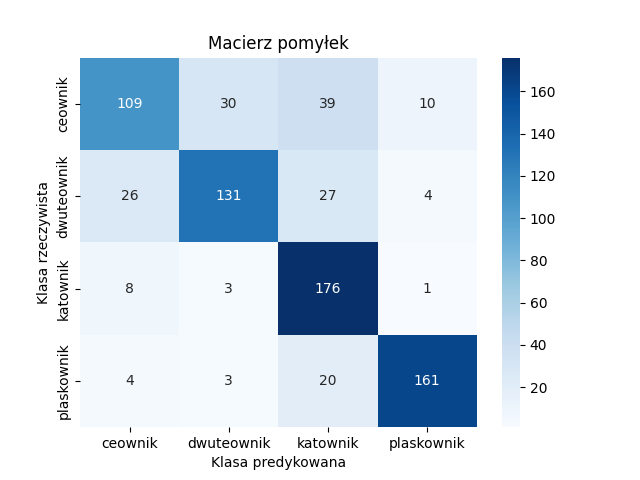 Macierz pomyłek
Klasa rzeczywista
ceownik
109 30 39 10
dwuteownik
26 131 27 4
katownik
8 3 176 1
plaskownik
4 3 20 161
ceownik dwuteownik katownik plaskownik
Klasa predykowana
160
140
120
100
80
60
40
20